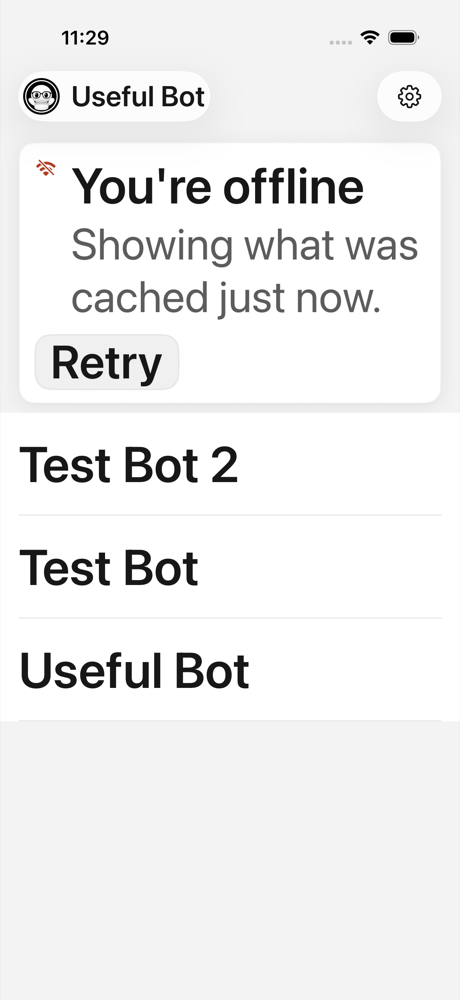 11:29
Useful Bot
You're offline
Showing what was
cached just now.
Retry
Test Bot 2
Test Bot
Useful Bot